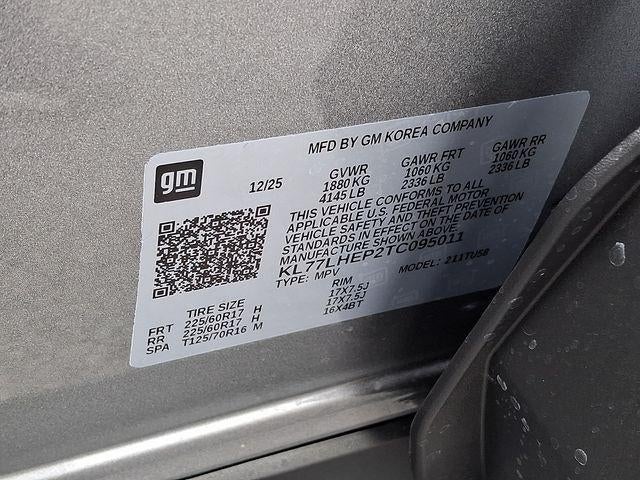 MFD BY GM KOREA COMPANY
gm
12/25
GVWR GAWR FRT GAWR RR
1880 KG 1060 KG 1060 KG
4145 LB 2336 LB 2336 LB
THIS VEHICLE CONFORMS TO ALL
APPLICABLE U.S. FEDERAL MOTOR
VEHICLE SAFETY AND THEFT PREVENTION
STANDARDS IN EFFECT ON THE DATE OF
MANUFACTURE SHOWN ABOVE.
KL77LHEP2TC095011
TYPE: MPV MODEL: 211TU58
TIRE SIZE RIM
FRT 225/60R17 H 17X7.5J
RR 225/60R17 H 17X7.5J
SPA T125/70R16 M 16X4BT